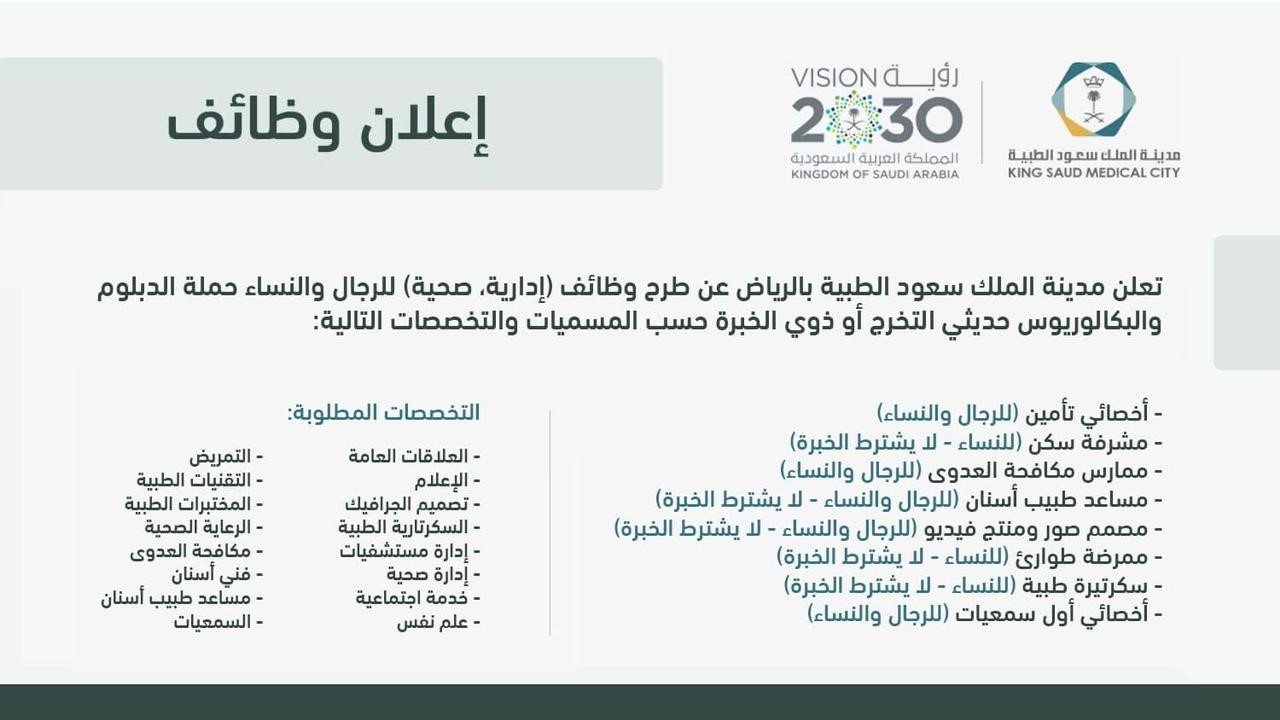 إعلان وظائف
VISION رؤيــة
2030
المملكة العربية السعودية
KINGDOM OF SAUDI ARABIA
مدينة الملك سعود الطبية
KING SAUD MEDICAL CITY
تعلن مدينة الملك سعود الطبية بالرياض عن طرح وظائف (إدارية، صحية) للرجال والنساء حملة الدبلوم
والبكالوريوس حديثي التخرج أو ذوي الخبرة حسب المسميات والتخصصات التالية:
- أخصائي تأمين (للرجال والنساء)
- مشرفة سكن (للنساء - لا يشترط الخبرة)
- ممارس مكافحة العدوى (للرجال والنساء)
- مساعد طبيب أسنان (للرجال والنساء - لا يشترط الخبرة)
- مصمم صور ومنتج فيديو (للرجال والنساء - لا يشترط الخبرة)
- ممرضة طوارئ (للنساء - لا يشترط الخبرة)
- سكرتيرة طبية (للنساء - لا يشترط الخبرة)
- أخصائي أول سمعيات (للرجال والنساء)
التخصصات المطلوبة:
- العلاقات العامة
- الإعلام
- تصميم الجرافيك
- السكرتارية الطبية
- إدارة مستشفيات
- إدارة صحية
- خدمة اجتماعية
- علم نفس
- التمريض
- التقنيات الطبية
- المختبرات الطبية
- الرعاية الصحية
- مكافحة العدوى
- فني أسنان
- مساعد طبيب أسنان
- السمعيات